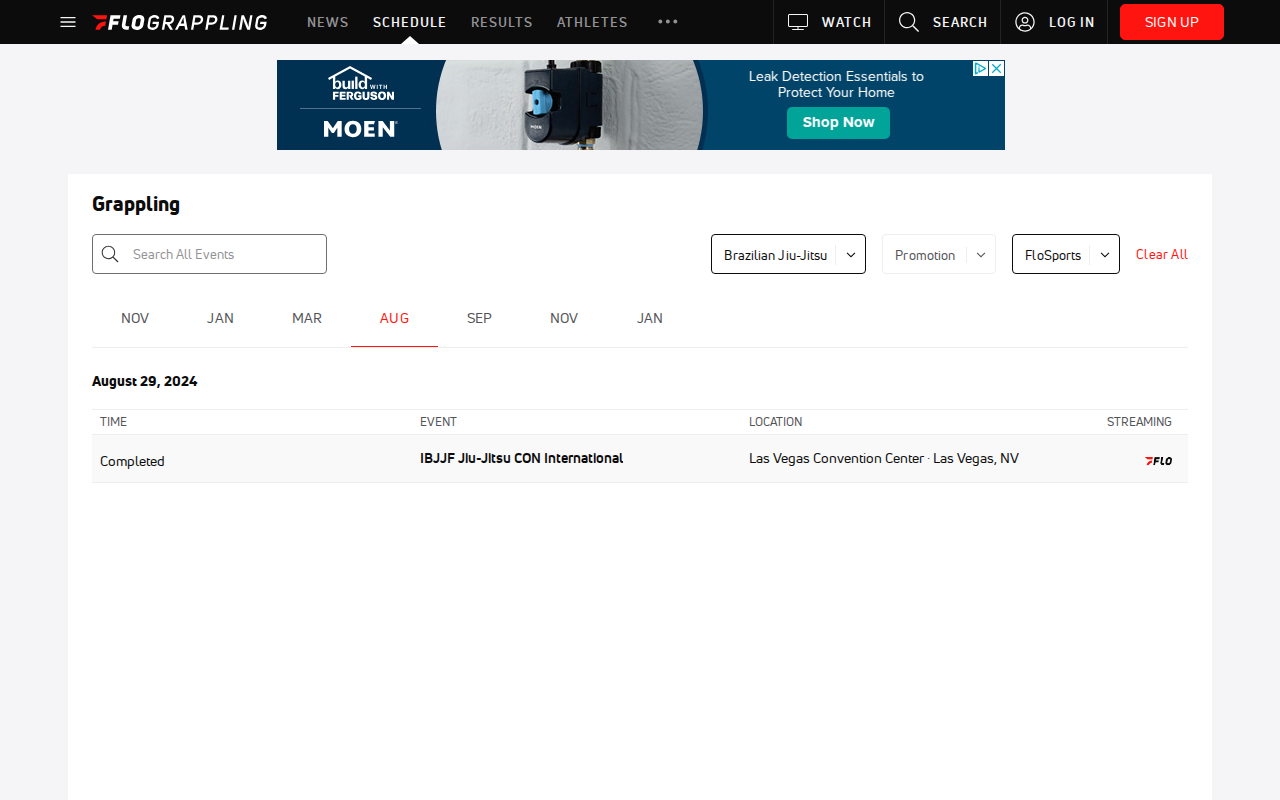 FLOGRAPPLING NEWS SCHEDULE RESULTS ATHLETES ••• WATCH SEARCH LOG IN SIGN UP
build WITH
FERGUSON
MOEN
MOEN
Leak Detection Essentials to
Protect Your Home
Shop Now
Grappling
Search All Events Brazilian Jiu-Jitsu Promotion FloSports Clear All
NOV JAN MAR AUG SEP NOV JAN
August 29, 2024
TIME EVENT LOCATION STREAMING
Completed IBJJF Jiu-Jitsu CON International Las Vegas Convention Center · Las Vegas, NV FLO